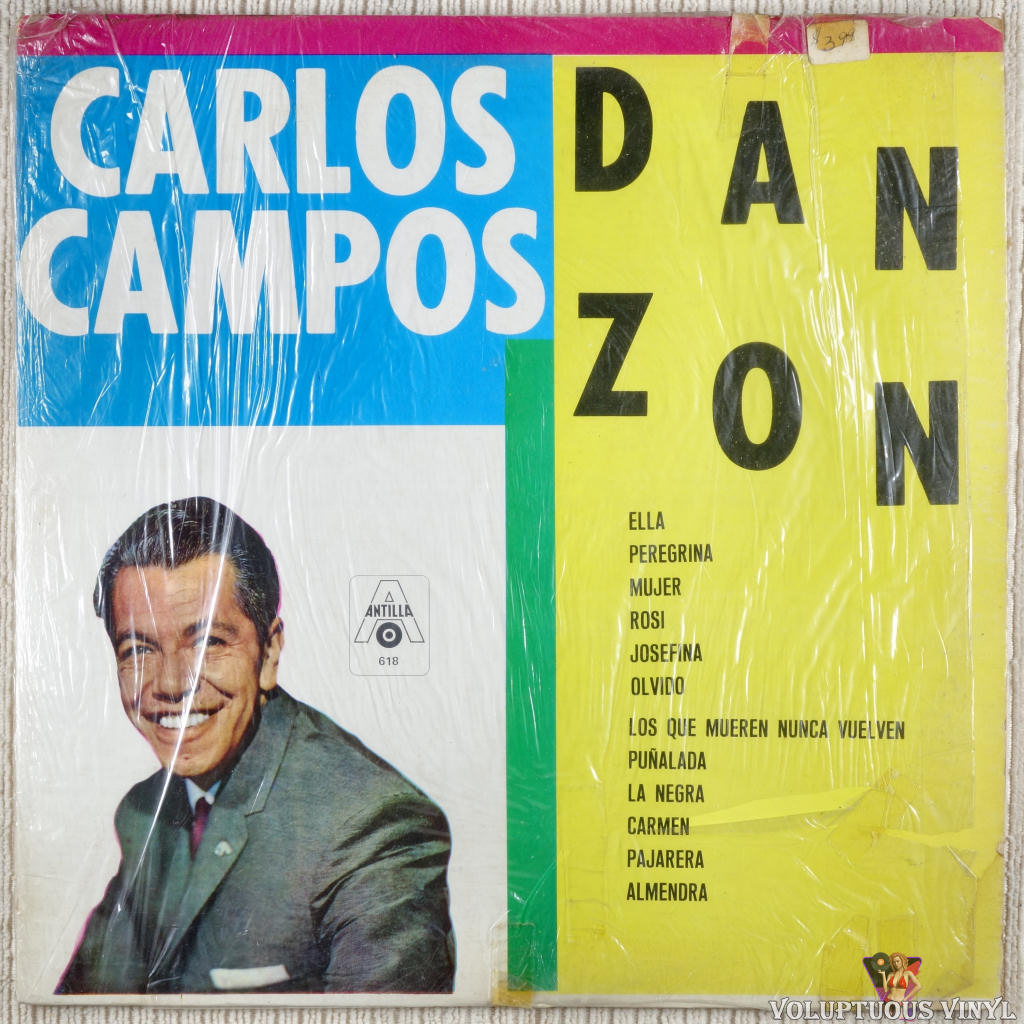 CARLOS
CAMPOS
DAN
ZON
ELLA
PEREGRINA
MUJER
ROSI
JOSEFINA
OLVIDO
LOS QUE MUEREN NUNCA VUELVEN
PUÑALADA
LA NEGRA
CARMEN
PAJARERA
ALMENDRA
ANTILLA
618
VOLUPTUOUS VINYL